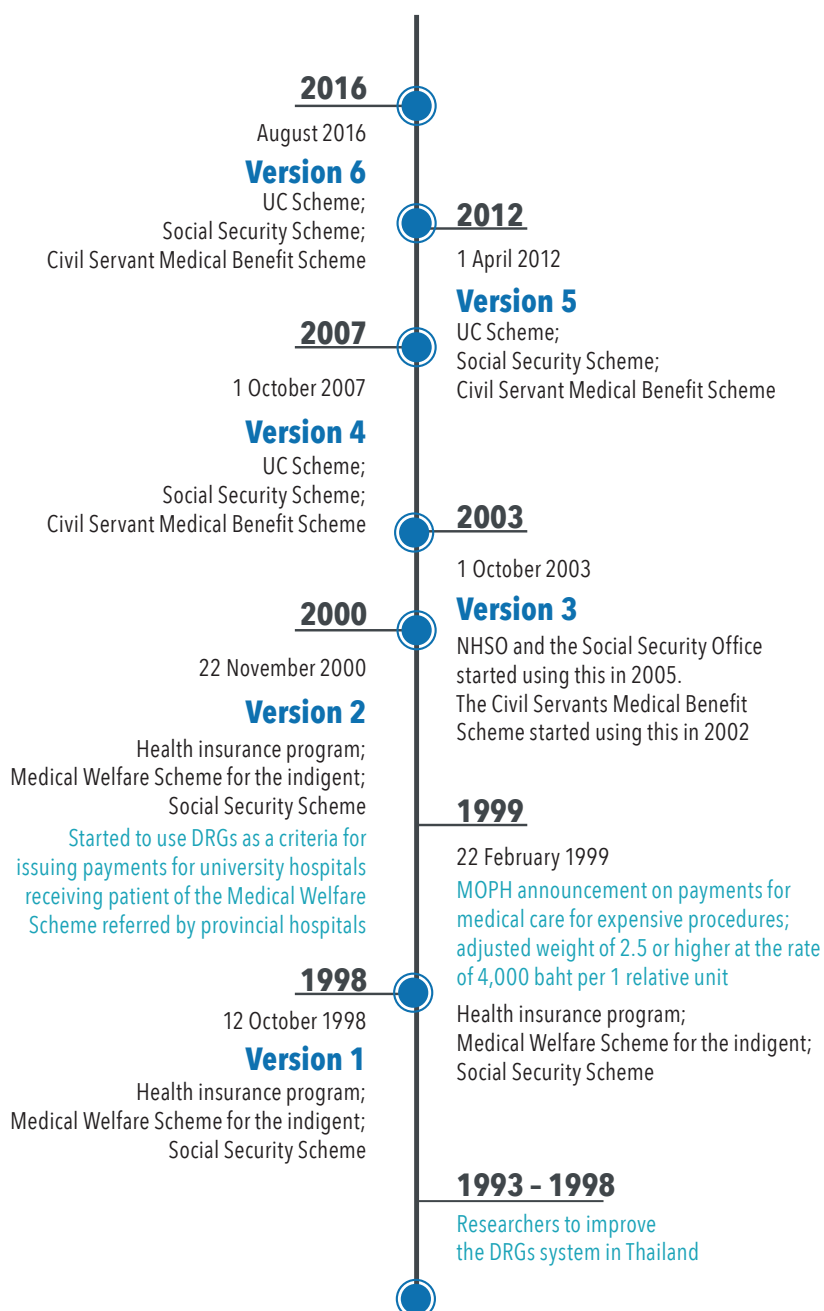 2016
August 2016
Version 6
UC Scheme;
Social Security Scheme;
Civil Servant Medical Benefit Scheme
2012
1 April 2012
Version 5
UC Scheme;
Social Security Scheme;
Civil Servant Medical Benefit Scheme
2007
1 October 2007
Version 4
UC Scheme;
Social Security Scheme;
Civil Servant Medical Benefit Scheme
2003
1 October 2003
Version 3
NHSO and the Social Security Office
started using this in 2005.
The Civil Servants Medical Benefit
Scheme started using this in 2002
2000
22 November 2000
Version 2
Health insurance program;
Medical Welfare Scheme for the indigent;
Social Security Scheme
Started to use DRGs as a criteria for
issuing payments for university hospitals
receiving patient of the Medical Welfare
Scheme referred by provincial hospitals
1999
22 February 1999
MOPH announcement on payments for
medical care for expensive procedures;
adjusted weight of 2.5 or higher at the rate
of 4,000 baht per 1 relative unit
Health insurance program;
Medical Welfare Scheme for the indigent;
Social Security Scheme
1998
12 October 1998
Version 1
Health insurance program;
Medical Welfare Scheme for the indigent;
Social Security Scheme
1993 – 1998
Researchers to improve
the DRGs system in Thailand